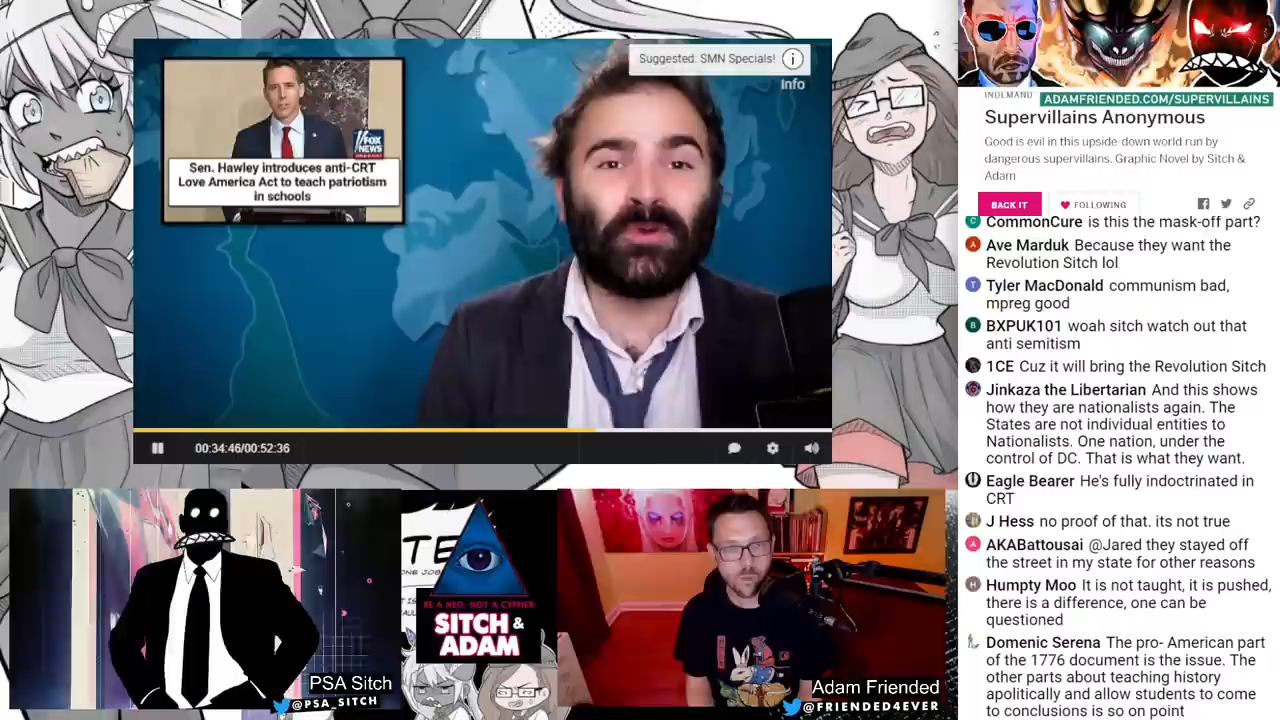 Suggested: SMN Specials!
Info
FOX
NEWS
Sen. Hawley introduces anti-CRT
Love America Act to teach patriotism
in schools
00:34:46/00:52:36
BE A NEO, NOT A CYPHER
SITCH &
ADAM
PSA Sitch
@PSA_SITCH
Adam Friended
@FRIENDED4EVER
INDEMAND
ADAMFRIENDED.COM/SUPERVILLAINS
Supervillains Anonymous
Good is evil in this upside-down world run by
dangerous supervillains. Graphic Novel by Sitch &
Adam
BACK IT
FOLLOWING
C CommonCure is this the mask-off part?
A Ave Marduk Because they want the
Revolution Sitch lol
T Tyler MacDonald communism bad,
mpreg good
B BXPUK101 woah sitch watch out that
anti semitism
1CE Cuz it will bring the Revolution Sitch
Jinkaza the Libertarian And this shows
how they are nationalists again. The
States are not individual entities to
Nationalists. One nation, under the
control of DC. That is what they want.
Eagle Bearer He's fully indoctrinated in
CRT
J Hess no proof of that. its not true
A AKABattousai @Jared they stayed off
the street in my state for other reasons
H Humpty Moo It is not taught, it is pushed,
there is a difference, one can be
questioned
Domenic Serena The pro- American part
of the 1776 document is the issue. The
other parts about teaching history
apolitically and allow students to come
to conclusions is so on point